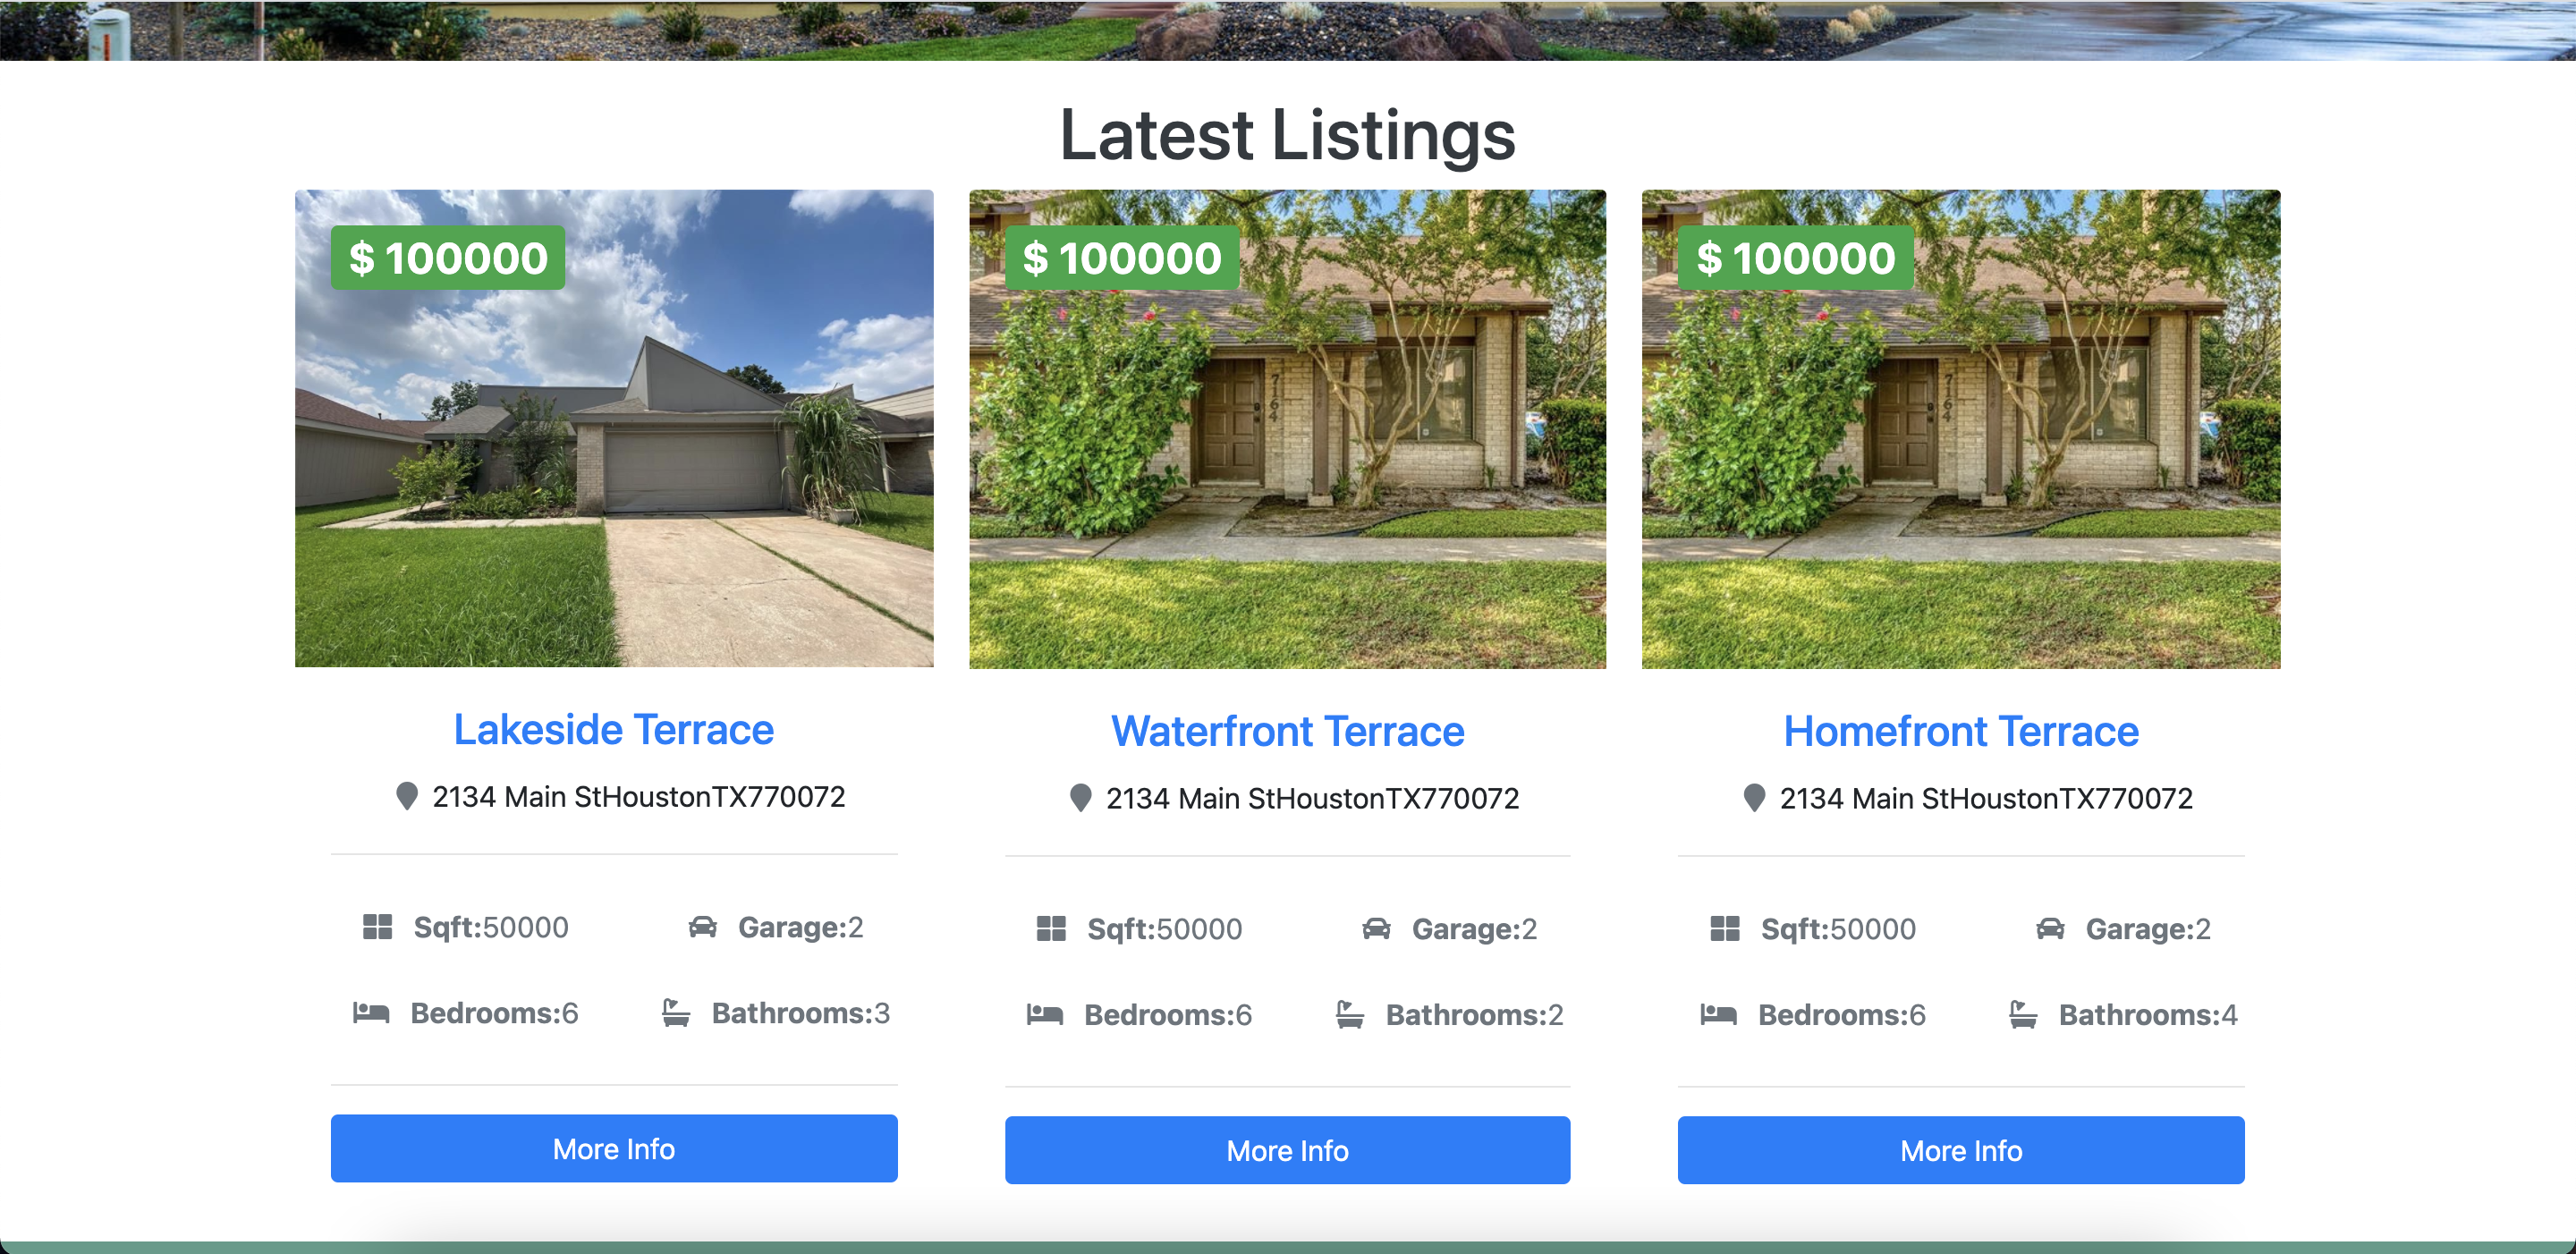 Latest Listings
$ 100000
$ 100000
$ 100000
7164
7164
Lakeside Terrace
Waterfront Terrace
Homefront Terrace
2134 Main StHoustonTX770072
2134 Main StHoustonTX770072
2134 Main StHoustonTX770072
Sqft:50000
Garage:2
Sqft:50000
Garage:2
Sqft:50000
Garage:2
Bedrooms:6
Bathrooms:3
Bedrooms:6
Bathrooms:2
Bedrooms:6
Bathrooms:4
More Info
More Info
More Info